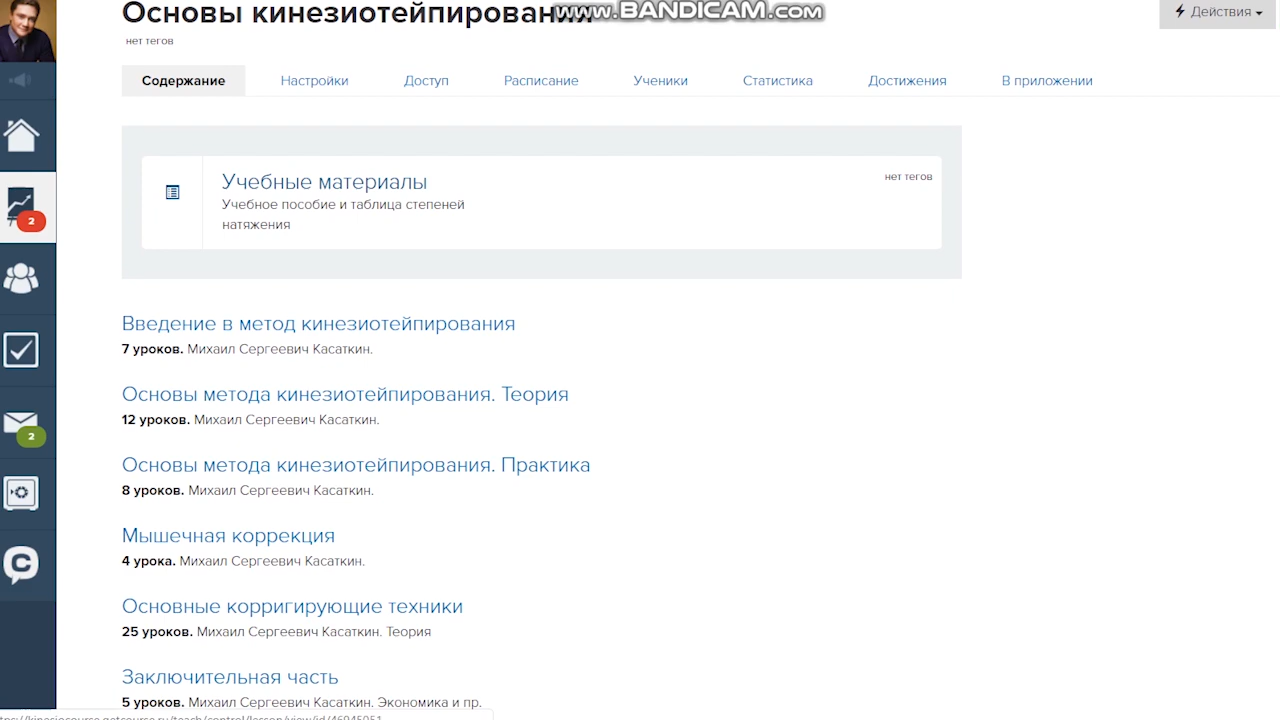 Основы кинезиотейпирования
www.BANDICAM.com
Действия
нет тегов
Содержание
Настройки
Доступ
Расписание
Ученики
Статистика
Достижения
В приложении
Учебные материалы
нет тегов
Учебное пособие и таблица степеней
натяжения
2
Введение в метод кинезиотейпирования
7 уроков. Михаил Сергеевич Касаткин.
Основы метода кинезиотейпирования. Теория
12 уроков. Михаил Сергеевич Касаткин.
2
Основы метода кинезиотейпирования. Практика
8 уроков. Михаил Сергеевич Касаткин.
Мышечная коррекция
4 урока. Михаил Сергеевич Касаткин.
C
Основные корригирующие техники
25 уроков. Михаил Сергеевич Касаткин. Теория
Заключительная часть
5 уроков. Михаил Сергеевич Касаткин. Экономика и пр.